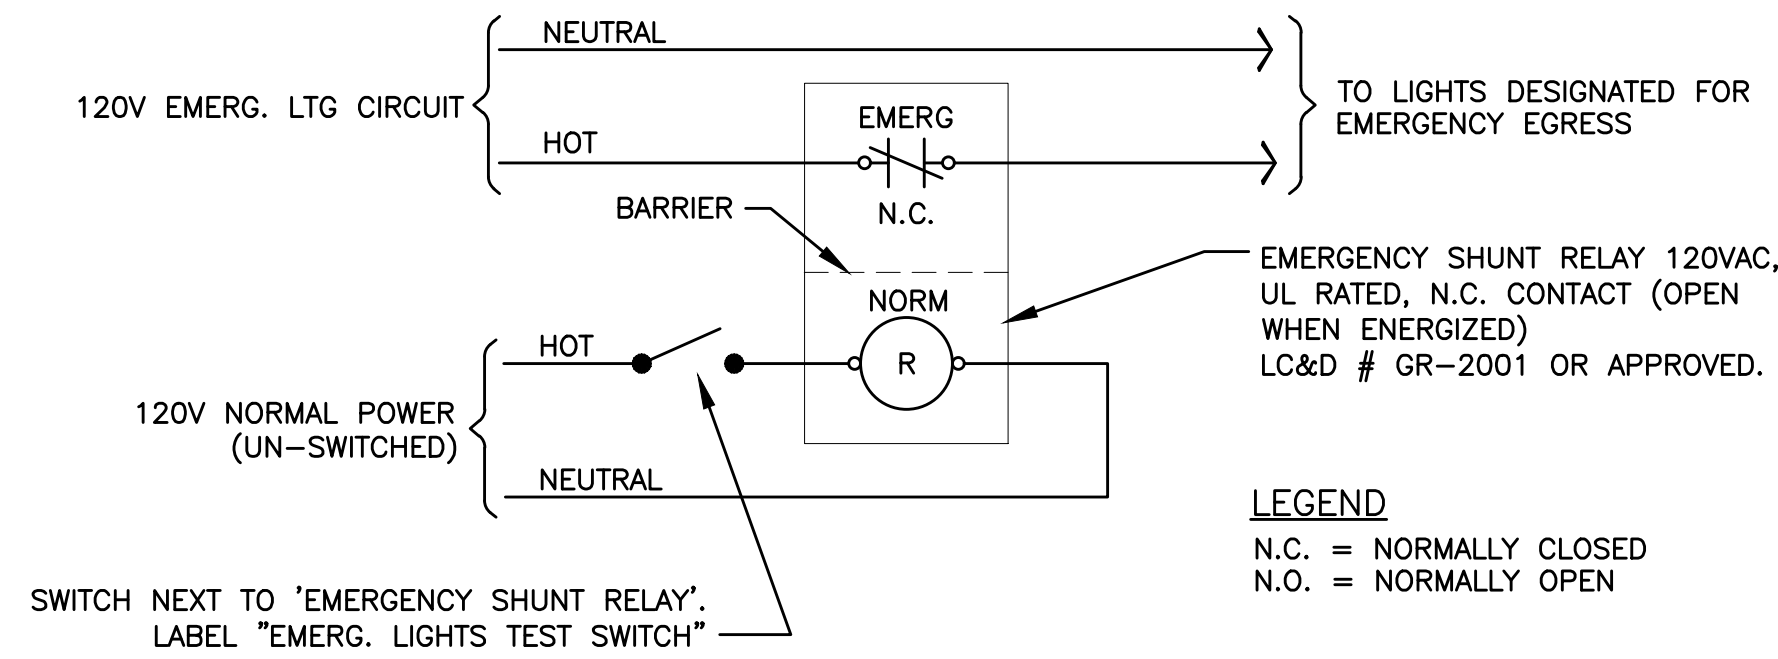 NEUTRAL
120V EMERG. LTG CIRCUIT
HOT
EMERG
N.C.
TO LIGHTS DESIGNATED FOR
EMERGENCY EGRESS
BARRIER
EMERGENCY SHUNT RELAY 120VAC,
UL RATED, N.C. CONTACT (OPEN
WHEN ENERGIZED)
LC&D # GR-2001 OR APPROVED.
NORM
R
HOT
120V NORMAL POWER
(UN-SWITCHED)
NEUTRAL
SWITCH NEXT TO 'EMERGENCY SHUNT RELAY'.
LABEL "EMERG. LIGHTS TEST SWITCH"
LEGEND
N.C. = NORMALLY CLOSED
N.O. = NORMALLY OPEN